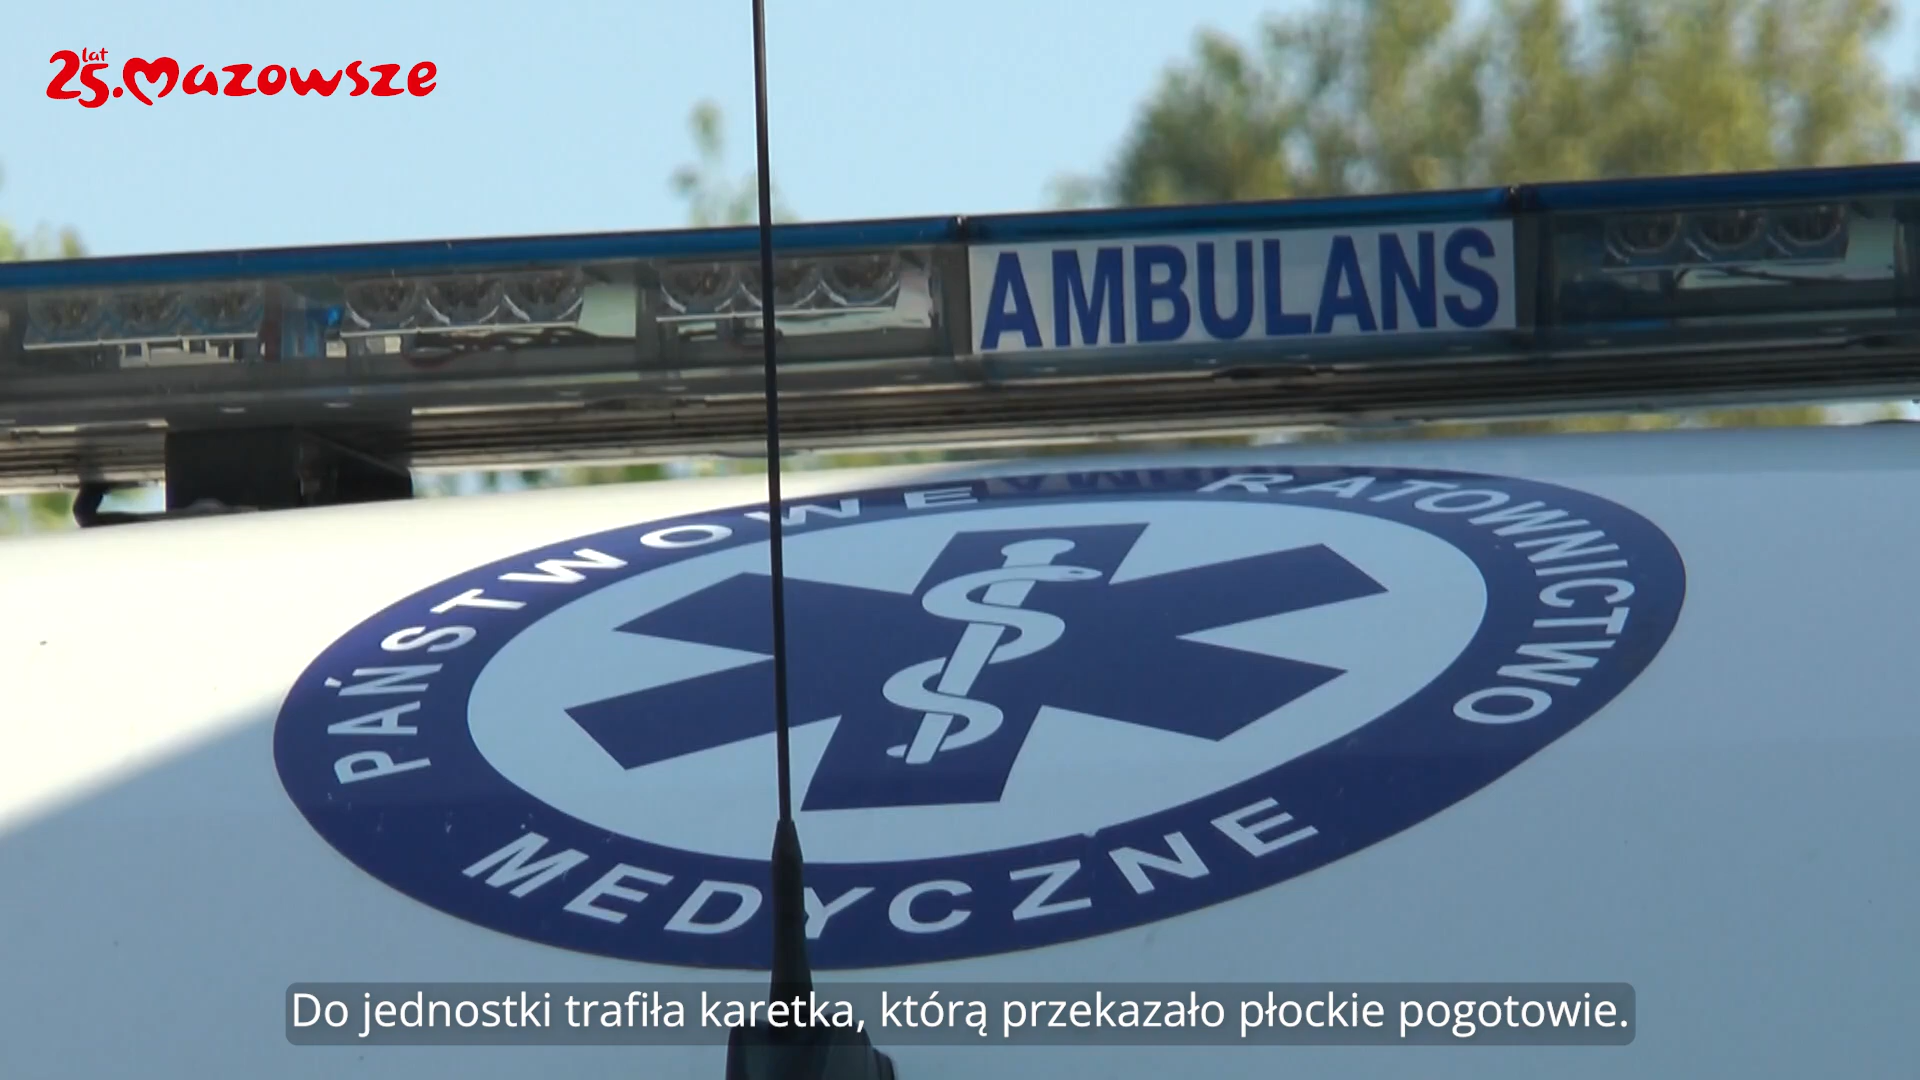 25 lat. Mazowsze
AMBULANS
PAŃSTWOWE RATOWNICTWO
MEDYCZNE
Do jednostki trafiła karetka, którą przekazało płockie pogotowie.